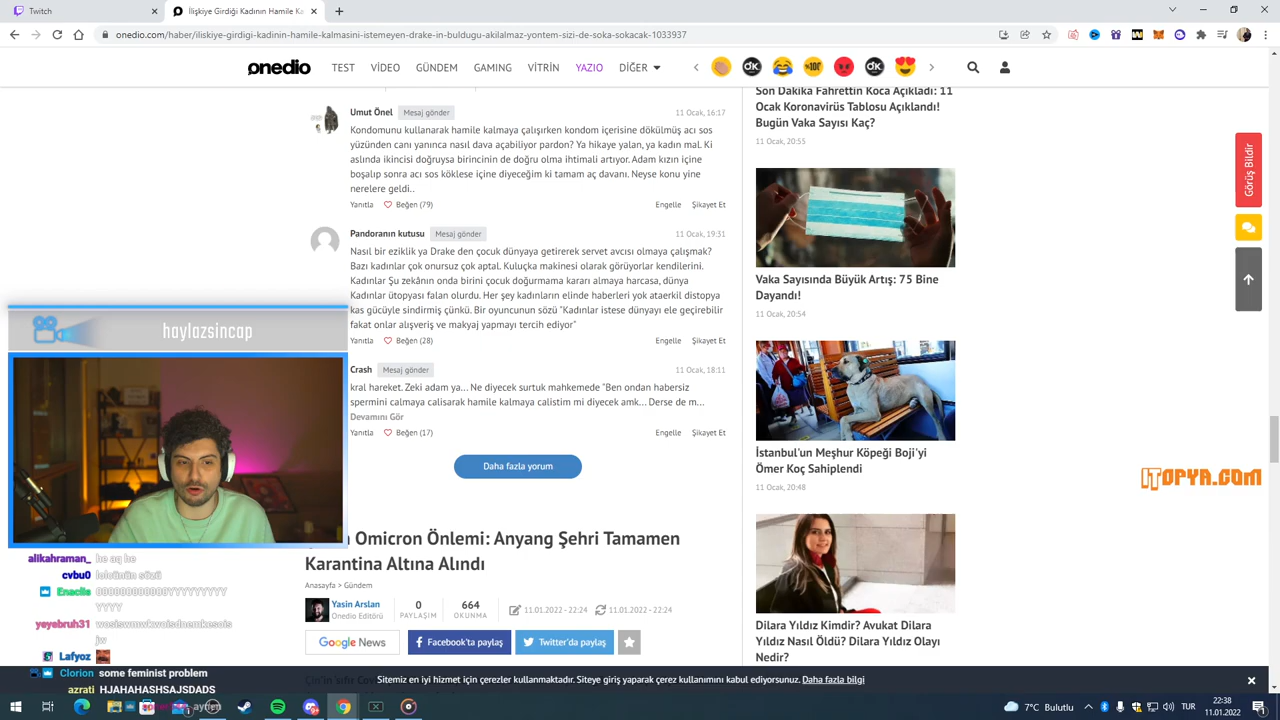 Twitch
İlişkiye Girdiği Kadının Hamile Ka
onedio.com/haber/iliskiye-girdigi-kadinin-hamile-kalmasini-istemeyen-drake-in-buldugu-akilalmaz-yontem-sizi-de-soka-sokacak-1033937
onedio
TEST VİDEO GÜNDEM GAMING VİTRİN YAZIO DİĞER
Umut Önel Mesaj gönder 11 Ocak, 16:17
Kondomunu kullanarak hamile kalmaya çalışırken kondom içerisine dökülmüş acı sos
yüzünden canı yanınca nasıl dava açabiliyor pardon? Ya hikaye yalan, ya kadın mal. Ki
aslında ikincisi doğruysa birincinin de doğru olma ihtimali artıyor. Adam kızın içine
boşalıp sonra acı sos köklese içine diyeceğim ki tamam aç davanı. Neyse konu yine
nerelere geldi..
Yanıtla Beğen (79) Engelle Şikayet Et
Pandoranın kutusu Mesaj gönder 11 Ocak, 19:31
Nasıl bir eziklik ya Drake den çocuk dünyaya getirerek servet avcısı olmaya çalışmak?
Bazı kadınlar çok onursuz çok aptal. Kuluçka makinesi olarak görüyorlar kendilerini.
Kadınlar Şu zekânın onda birini çocuk doğurmama kararı almaya harcasa, dünya
Kadınlar ütopyası falan olurdu. Her şey kadınların elinde haberleri yok ataerkil distopya
kas gücüyle sindirmiş çünkü. Bir oyuncunun sözü "Kadınlar istese dünyayı ele geçirebilir
fakat onlar alışveriş ve makyaj yapmayı tercih ediyor"
Yanıtla Beğen (28) Engelle Şikayet Et
Crash Mesaj gönder 11 Ocak, 18:11
kral hareket. Zeki adam ya... Ne diyecek surtuk mahkemede "Ben ondan habersiz
spermini calmaya calisarak hamile kalmaya calistim mi diyecek amk... Derse de m...
Devamını Gör
Yanıtla Beğen (17) Engelle Şikayet Et
Daha fazla yorum
Omicron Önlemi: Anyang Şehri Tamamen
Karantina Altına Alındı
Anasayfa > Gündem
Yasin Arslan
Onedio Editörü
0
PAYLAŞIM
664
OKUNMA
11.01.2022 - 22:24 11.01.2022 - 22:24
Google News Facebook'ta paylaş Twitter'da paylaş
Son Dakika Fahrettin Koca Açıkladı: 11
Ocak Koronavirüs Tablosu Açıklandı!
Bugün Vaka Sayısı Kaç?
11 Ocak, 20:55
Vaka Sayısında Büyük Artış: 75 Bine
Dayandı!
11 Ocak, 20:54
İstanbul'un Meşhur Köpeği Boji'yi
Ömer Koç Sahiplendi
11 Ocak, 20:48
Dilara Yıldız Kimdir? Avukat Dilara
Yıldız Nasıl Öldü? Dilara Yıldız Olayı
Nedir?
Görüş Bildir
ITOPYA.COM
haylazsincap
alikahraman_ he aq he
cvbu0 lolcünün sözü
yeyebruh31
Lafyoz
Clorion some feminist problem
azrati HJAHAHASHSAJSDADS
Sitemiz en iyi hizmet için çerezler kullanmaktadır. Siteye giriş yaparak çerez kullanımını kabul ediyorsunuz. Daha fazla bilgi
7°C Bulutlu
TUR
22:38
11.01.2022